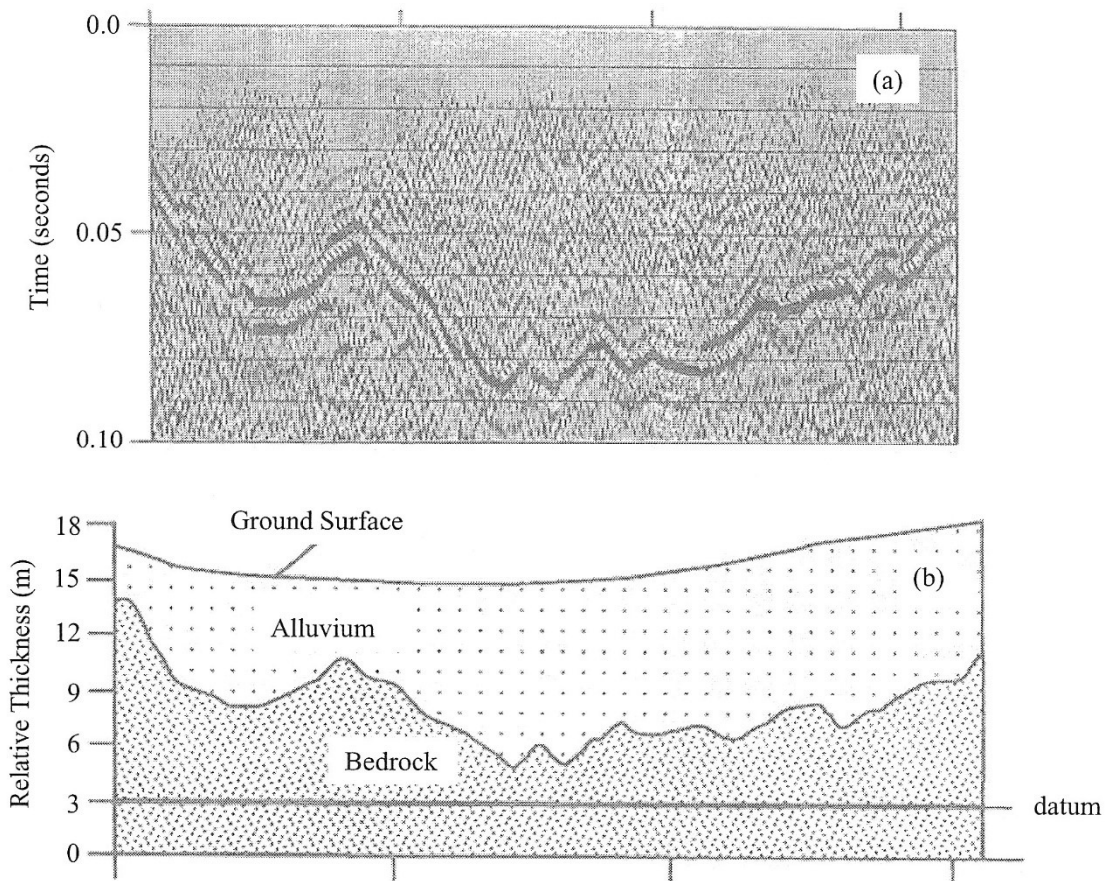 0.0
(a)
Time (seconds)
0.05
0.10
18
Ground Surface
15
(b)
Alluvium
12
Relative Thickness (m)
9
6
Bedrock
3
datum
0